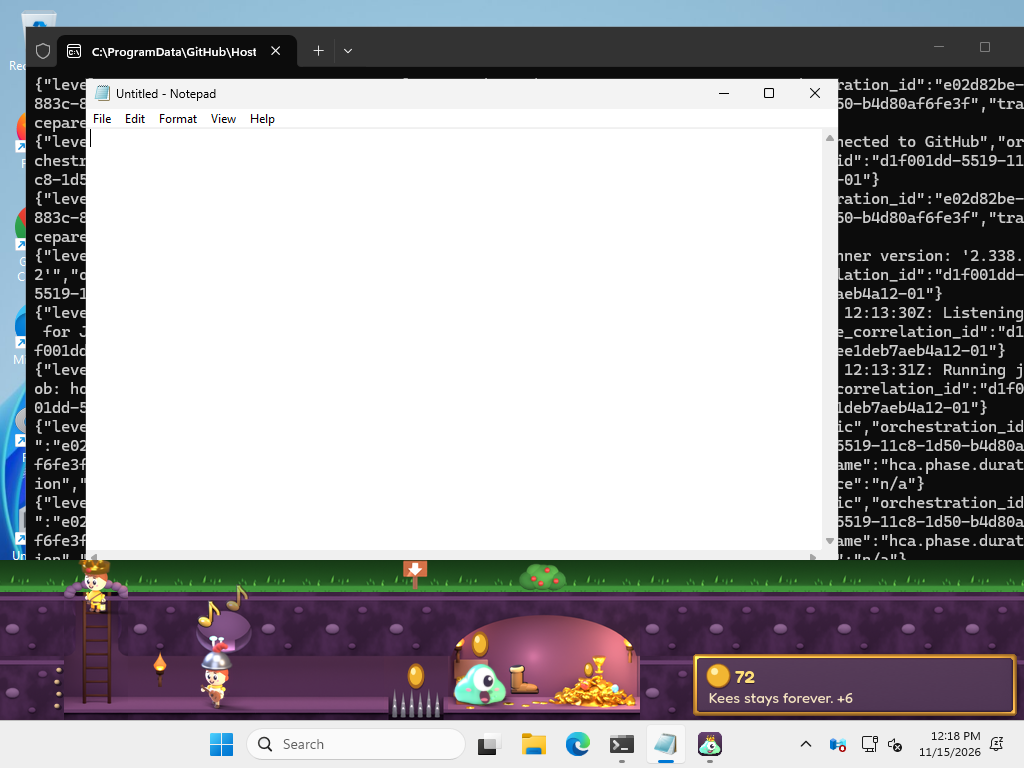 C:\ProgramData\GitHub\Host
Untitled - Notepad
File Edit Format View Help
{"leve
ration_id":"e02d82be-
883c-8
50-b4d80af6fe3f","tra
cepare
{"leve
nected to GitHub","or
chestr
id":"d1f001dd-5519-11
c8-1d5
-01"}
{"leve
ration_id":"e02d82be-
883c-8
50-b4d80af6fe3f","tra
cepare
{"leve
nner version: '2.338.
2'","o
lation_id":"d1f001dd-
5519-1
aeb4a12-01"}
{"leve
12:13:30Z: Listening
for J
e_correlation_id":"d1
f001dd
ee1deb7aeb4a12-01"}
{"leve
12:13:31Z: Running j
ob: ho
correlation_id":"d1f0
01dd-5
1deb7aeb4a12-01"}
{"leve
ic","orchestration_id
":"e02
5519-11c8-1d50-b4d80a
f6fe3f
ame":"hca.phase.durat
ion","
ce":"n/a"}
{"leve
ic","orchestration_id
":"e02
5519-11c8-1d50-b4d80a
f6fe3f
ame":"hca.phase.durat
72
Kees stays forever. +6
Search
12:18 PM
11/15/2026